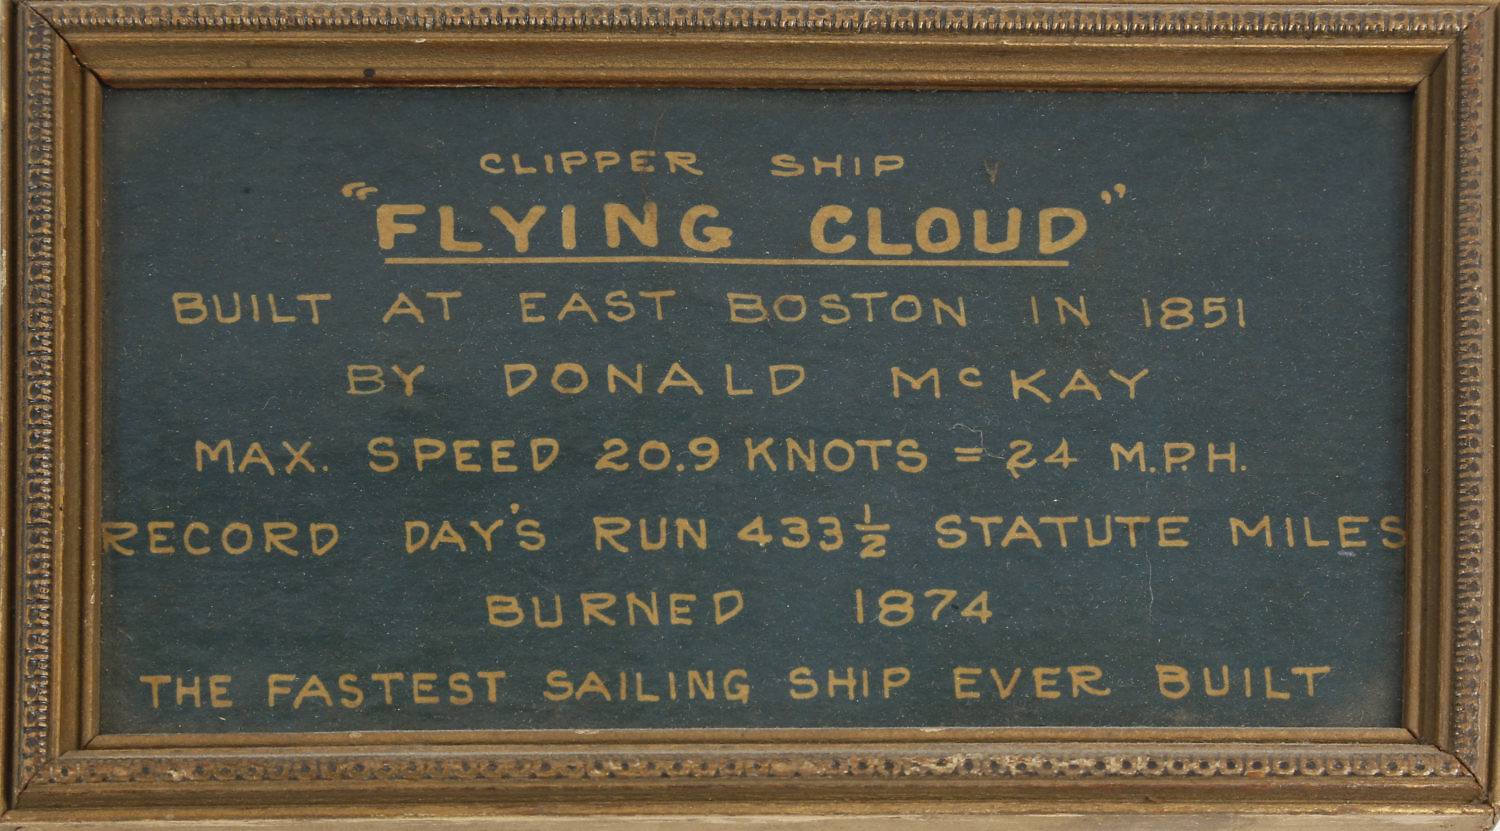 CLIPPER SHIP
"FLYING CLOUD"
BUILT AT EAST BOSTON IN 1851
BY DONALD McKAY
MAX. SPEED 20.9 KNOTS = 24 M.P.H.
RECORD DAY'S RUN 433½ STATUTE MILES
BURNED 1874
THE FASTEST SAILING SHIP EVER BUILT